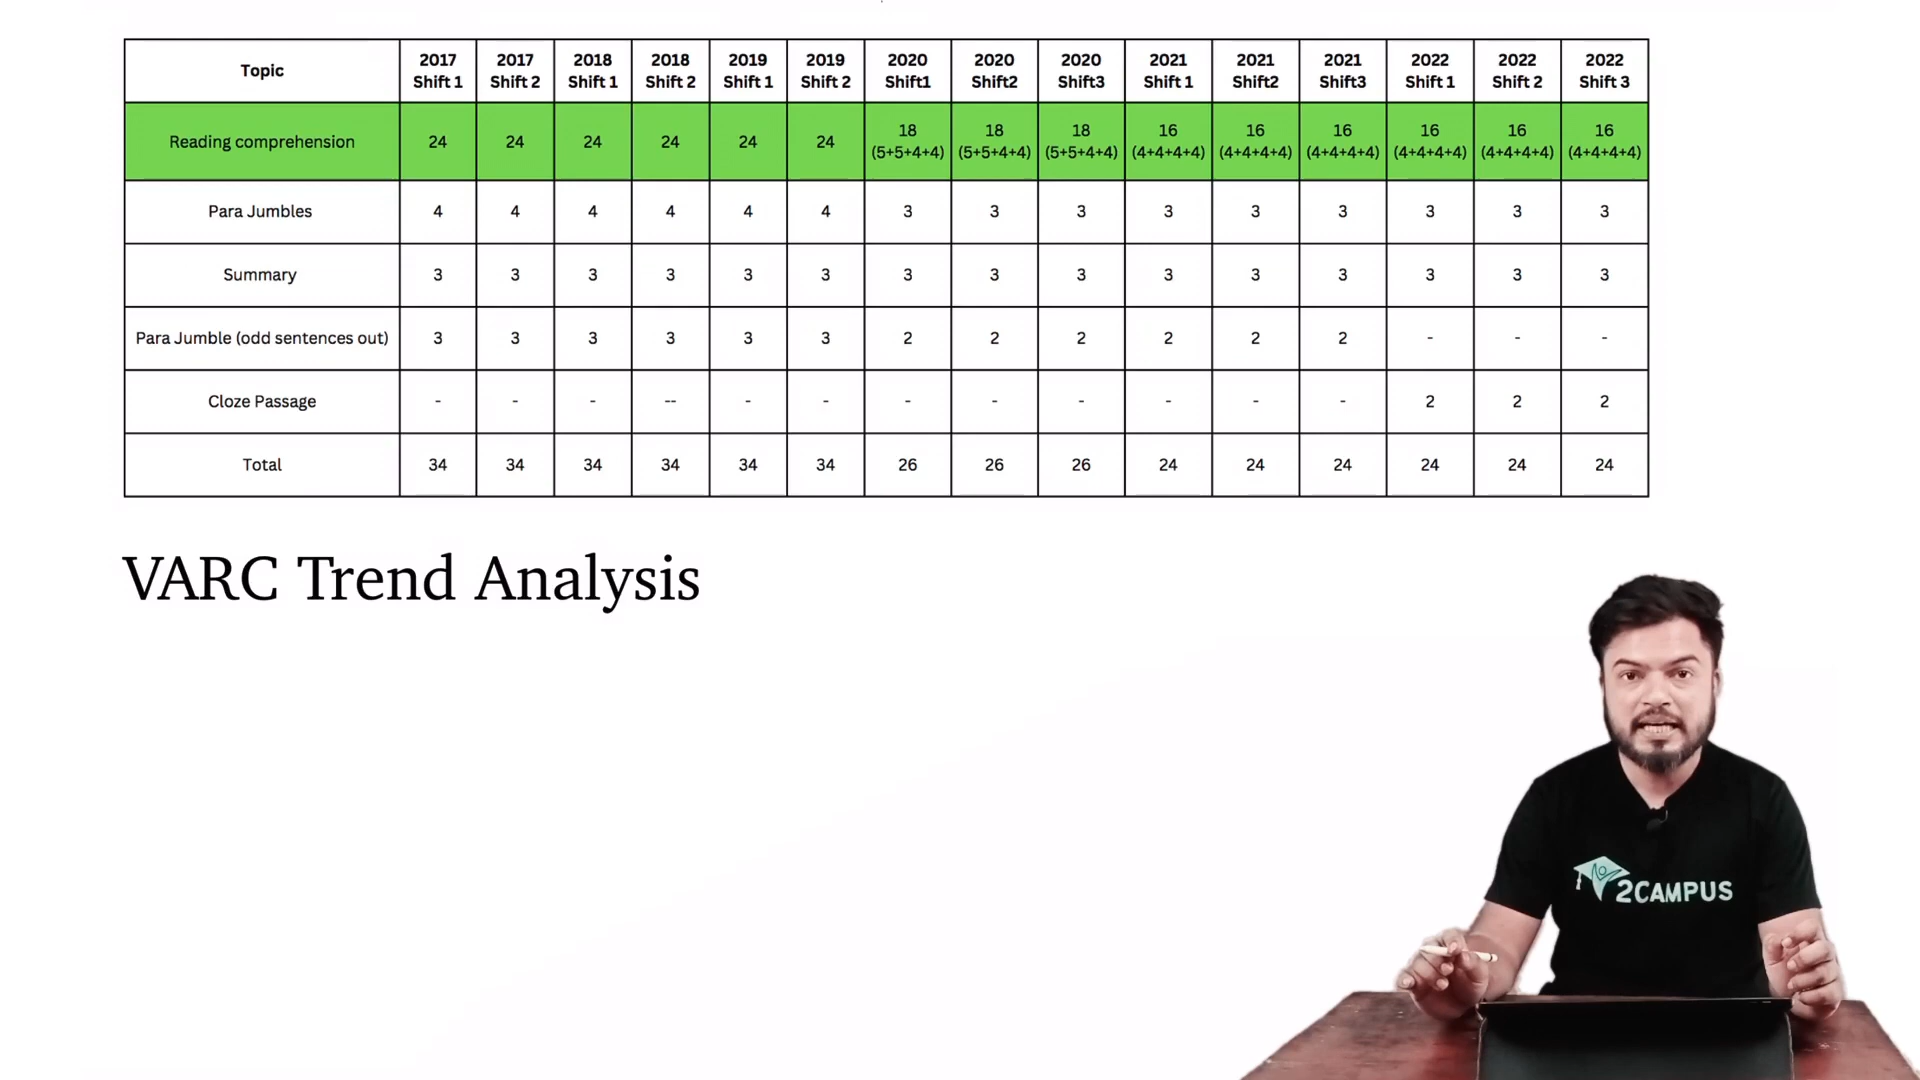 Topic 2017 Shift 1 2017 Shift 2 2018 Shift 1 2018 Shift 2 2019 Shift 1 2019 Shift 2 2020 Shift1 2020 Shift2 2020 Shift3 2021 Shift 1 2021 Shift2 2021 Shift3 2022 Shift 1 2022 Shift 2 2022 Shift 3
Reading comprehension 24 24 24 24 24 24 18 (5+5+4+4) 18 (5+5+4+4) 18 (5+5+4+4) 16 (4+4+4+4) 16 (4+4+4+4) 16 (4+4+4+4) 16 (4+4+4+4) 16 (4+4+4+4) 16 (4+4+4+4)
Para Jumbles 4 4 4 4 4 4 3 3 3 3 3 3 3 3 3
Summary 3 3 3 3 3 3 3 3 3 3 3 3 3 3 3
Para Jumble (odd sentences out) 3 3 3 3 3 3 2 2 2 2 2 2 - - -
Cloze Passage - - - -- - - - - - - - - 2 2 2
Total 34 34 34 34 34 34 26 26 26 24 24 24 24 24 24
VARC Trend Analysis
2CAMPUS